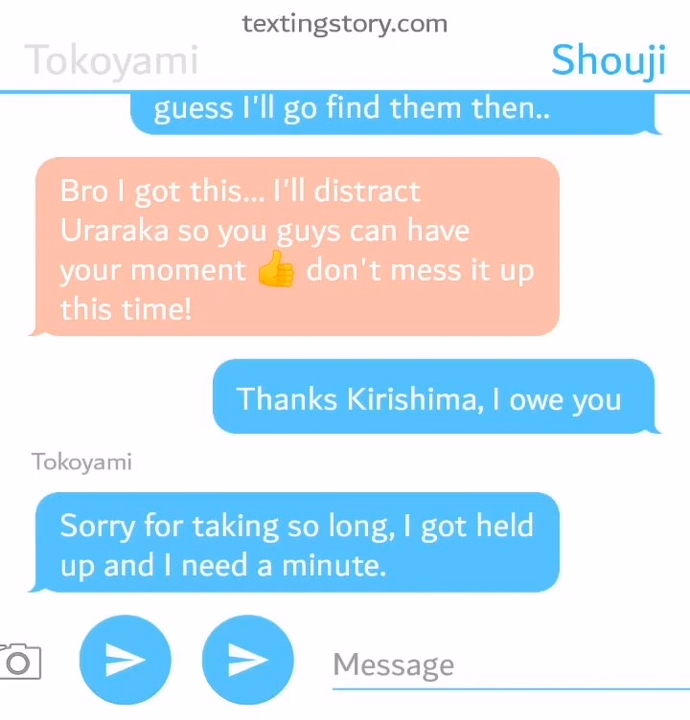 textingstory.com
Tokoyami Shouji
guess I'll go find them then..
Bro I got this... I'll distract
Uraraka so you guys can have
your moment 👍 don't mess it up
this time!
Thanks Kirishima, I owe you
Tokoyami
Sorry for taking so long, I got held
up and I need a minute.
Message